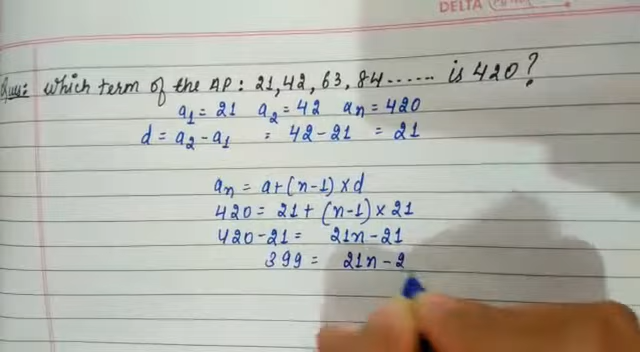 DELTA
Ques: which term of the AP: 21, 42, 63, 84...... is 420?
a1 = 21 a2 = 42 an = 420
d = a2 - a1 = 42 - 21 = 21
an = a + (n-1) x d
420 = 21 + (n-1) x 21
420 - 21 = 21n - 21
399 = 21n - 2